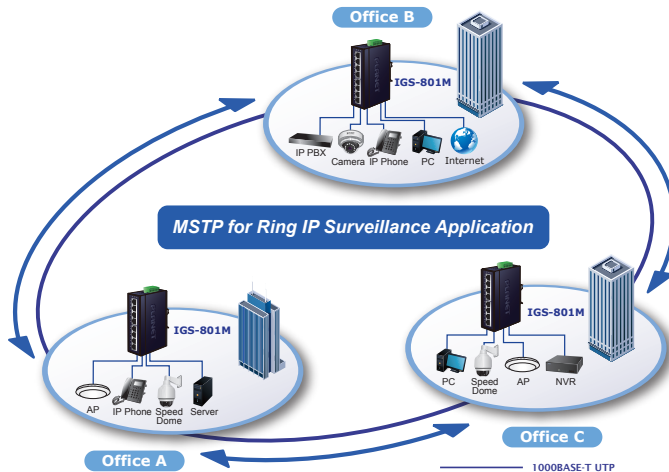 Office B
IGS-801M
IP PBX
Camera
IP Phone
PC
Internet
MSTP for Ring IP Surveillance Application
IGS-801M
AP
IP Phone
Speed
Dome
Server
Office A
IGS-801M
PC
Speed
Dome
AP
NVR
Office C
1000BASE-T UTP